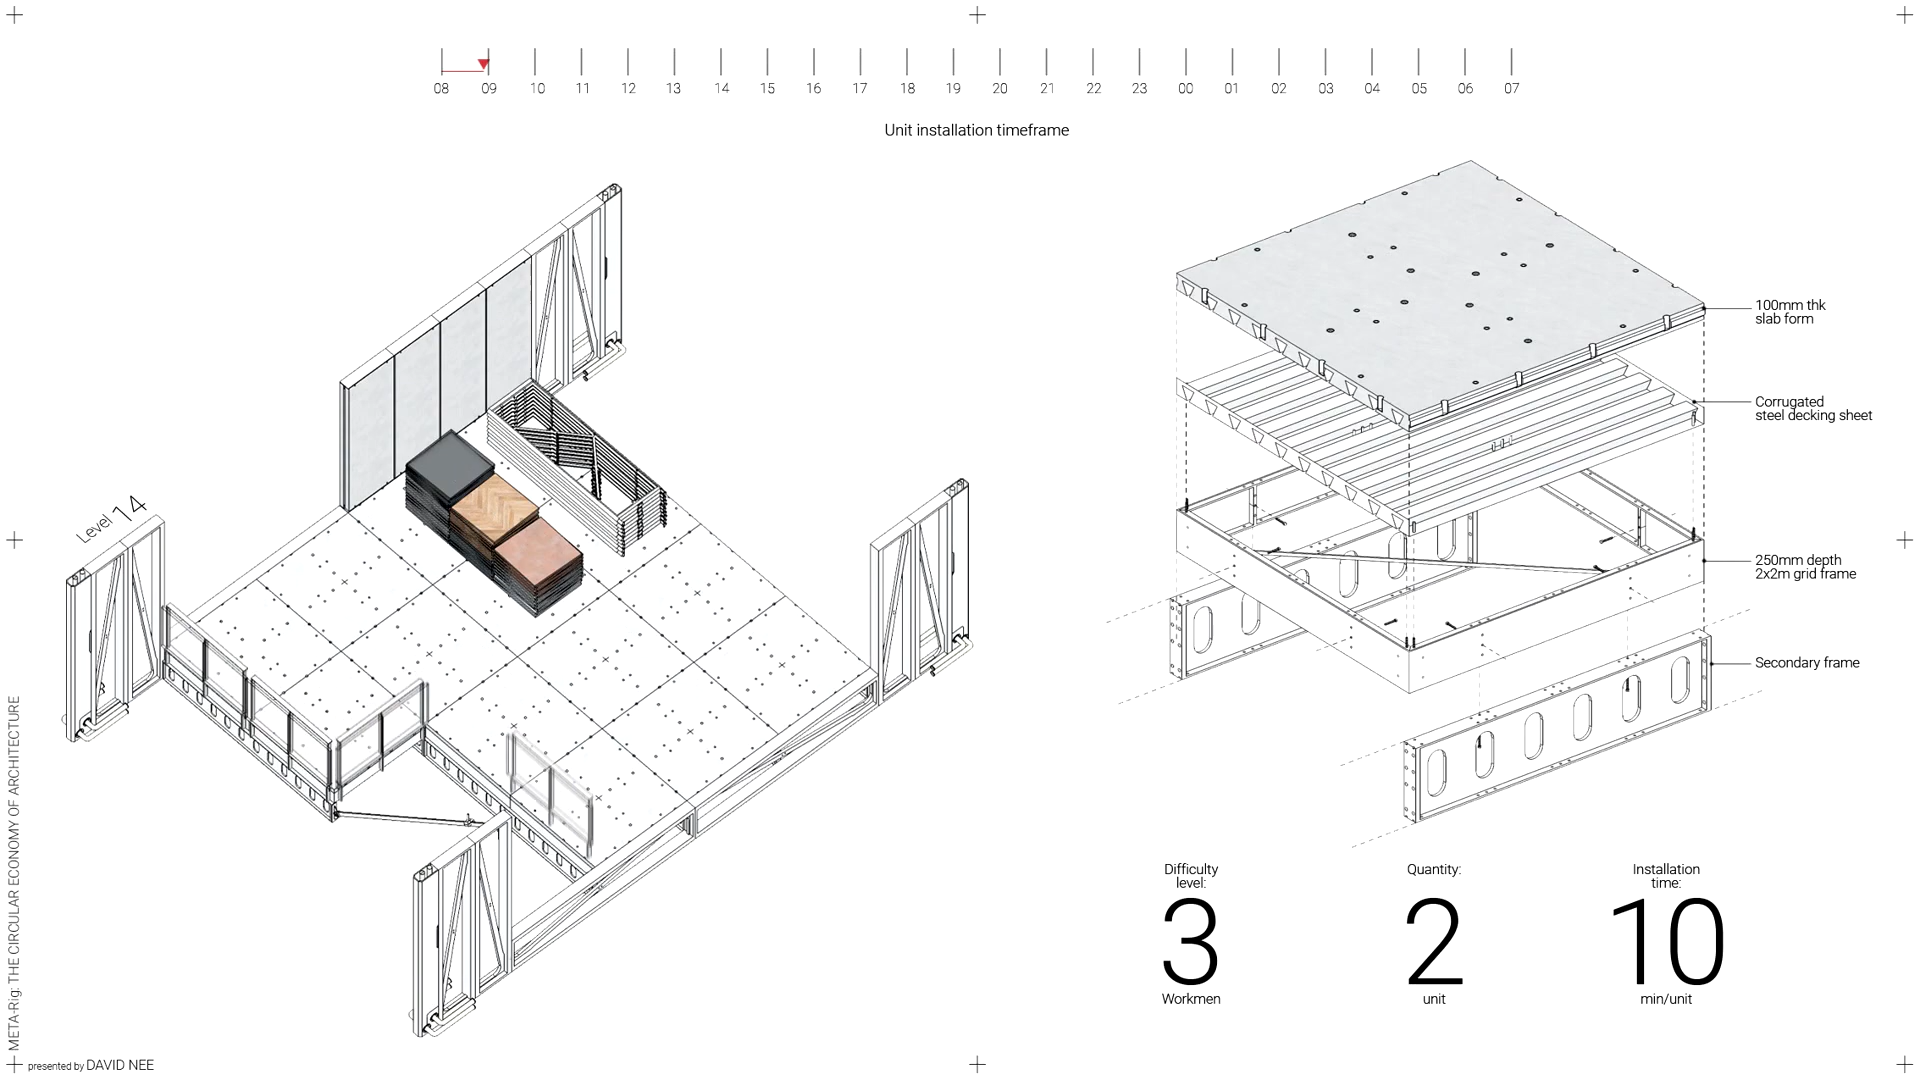 08 09 10 11 12 13 14 15 16 17 18 19 20 21 22 23 00 01 02 03 04 05 06 07
Unit installation timeframe
Level 14
100mm thk
slab form
Corrugated
steel decking sheet
250mm depth
2x2m grid frame
Secondary frame
Difficulty
level:
3
Workmen
Quantity:
2
unit
Installation
time:
10
min/unit
META-Rig: THE CIRCULAR ECONOMY OF ARCHITECTURE
presented by DAVID NEE